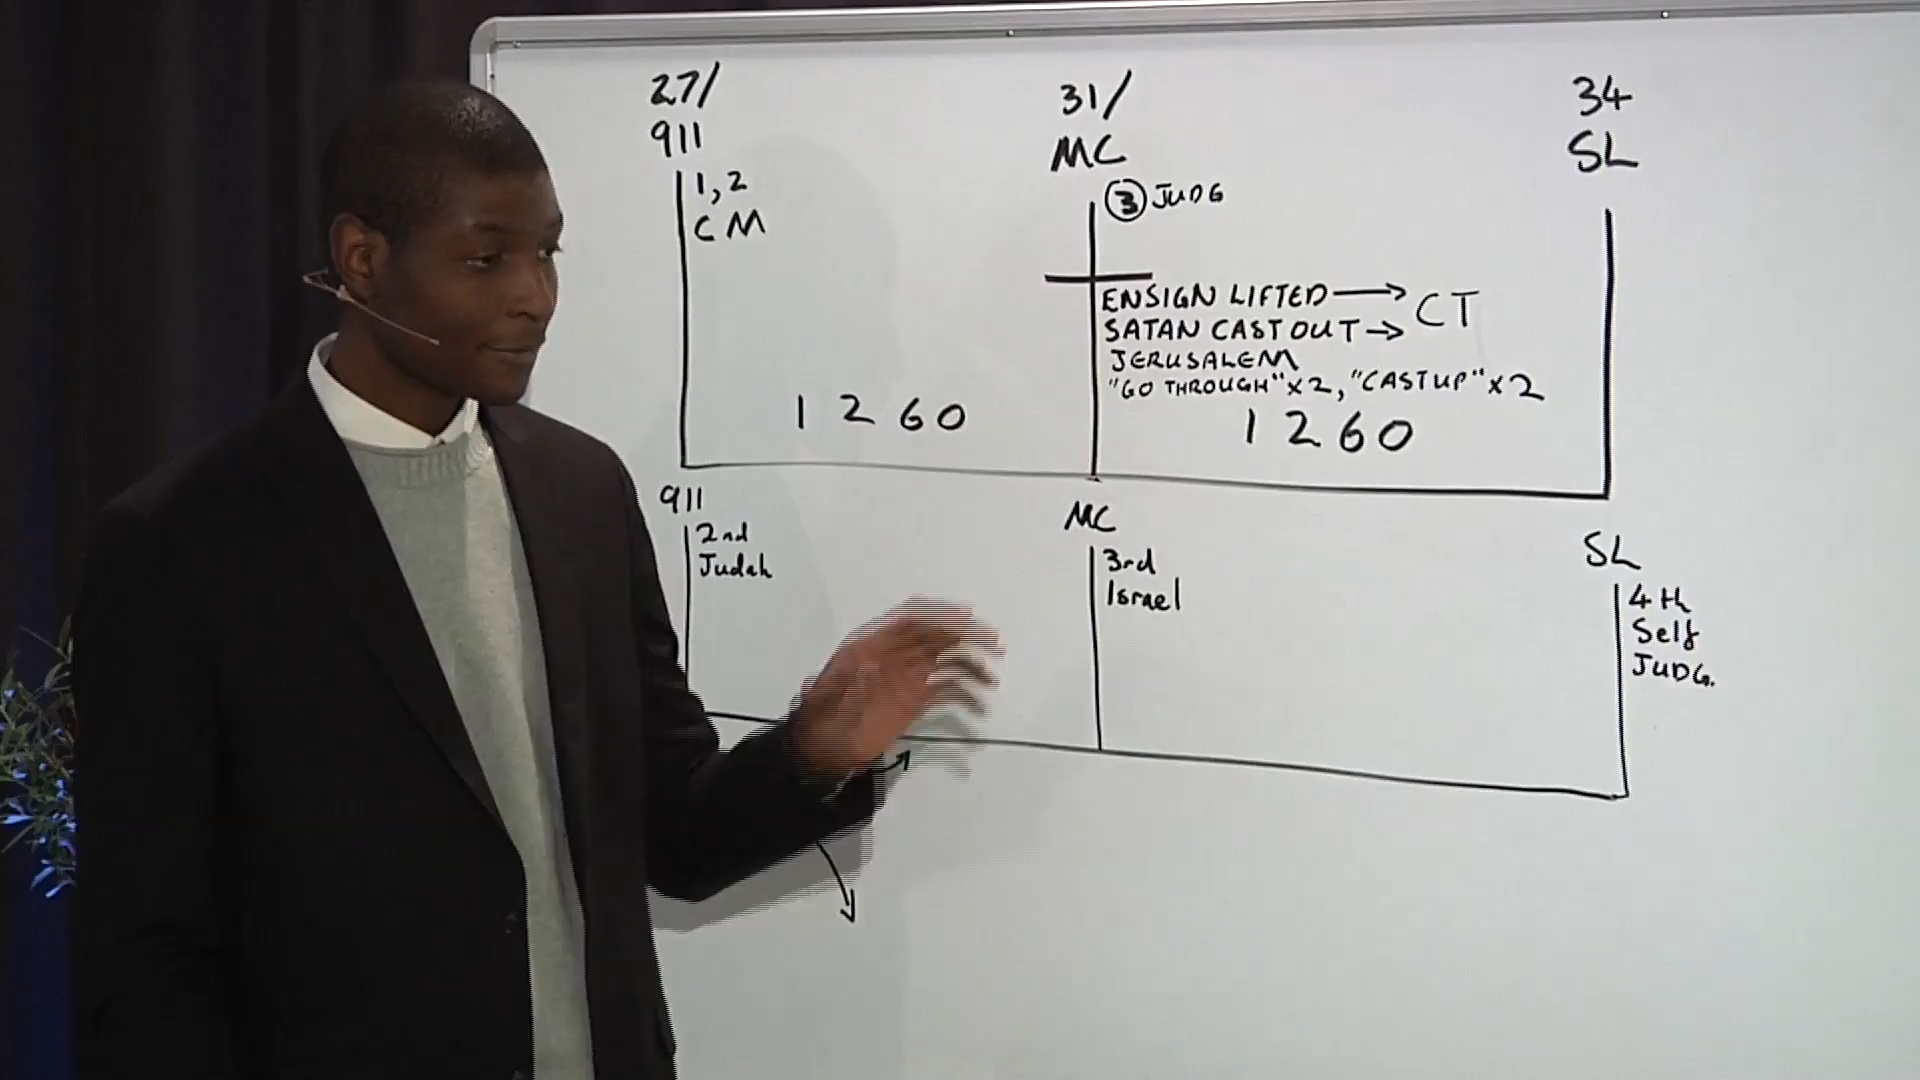 27/
911
1, 2
CM
1260
31/
MC
③ JUDG
ENSIGN LIFTED → CT
SATAN CAST OUT →
JERUSALEM
"GO THROUGH" x 2, "CAST UP" x 2
1260
34
SL
911
2nd
Judah
MC
3rd
Israel
SL
4th
Self
JUDG.